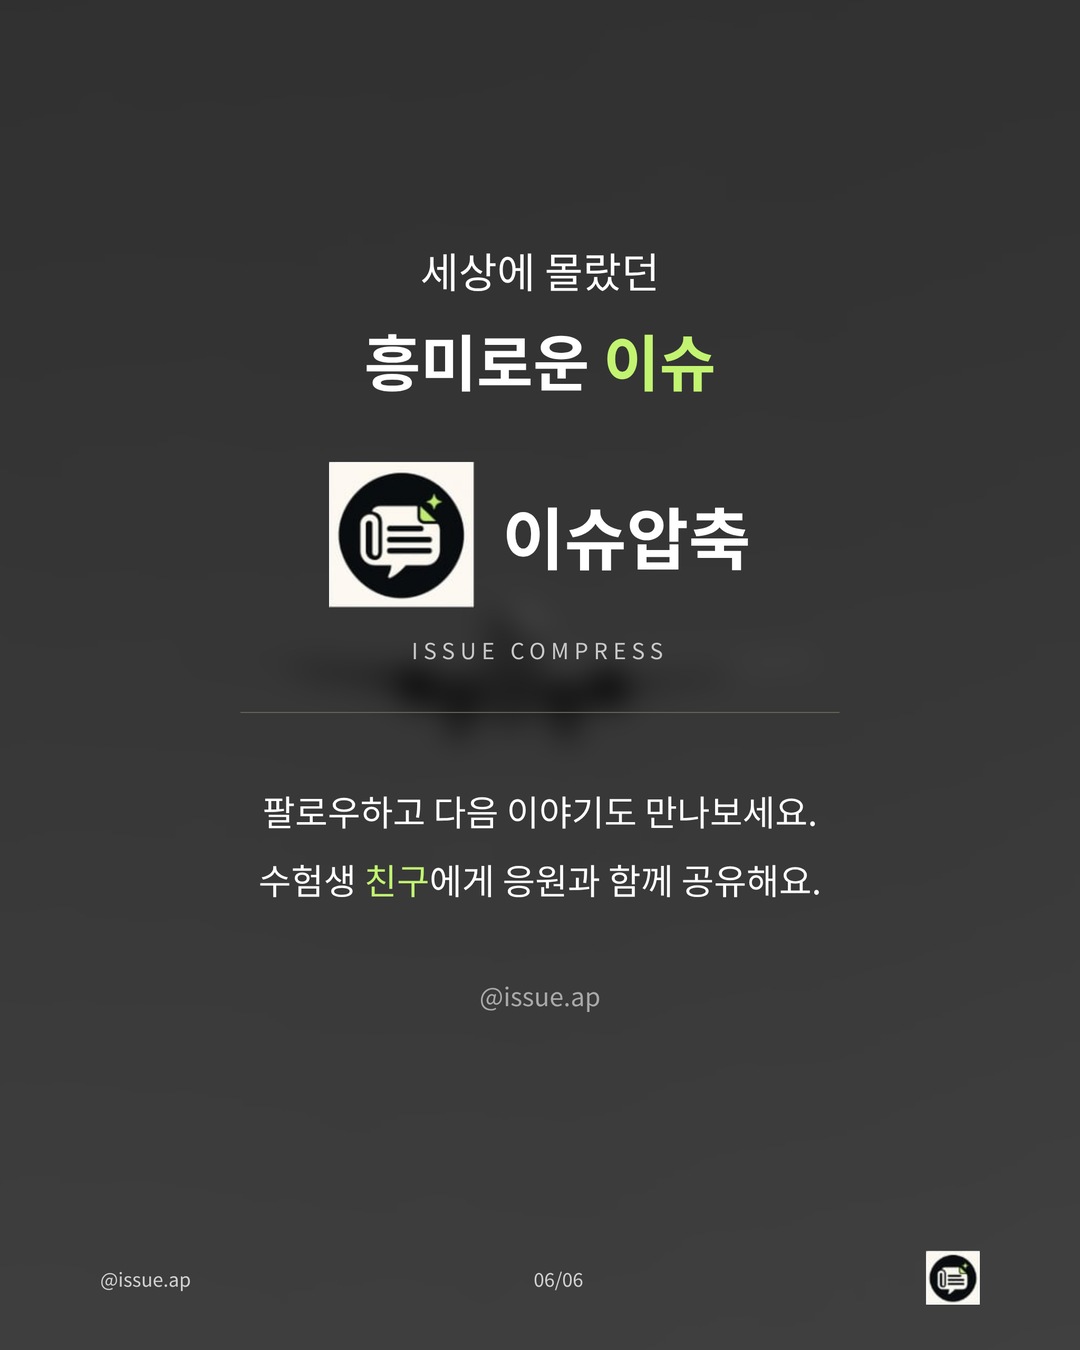 세상에 몰랐던
흥미로운 이슈
이슈압축
ISSUE COMPRESS
팔로우하고 다음 이야기도 만나보세요.
수험생 친구에게 응원과 함께 공유해요.
@issue.ap
@issue.ap
06/06